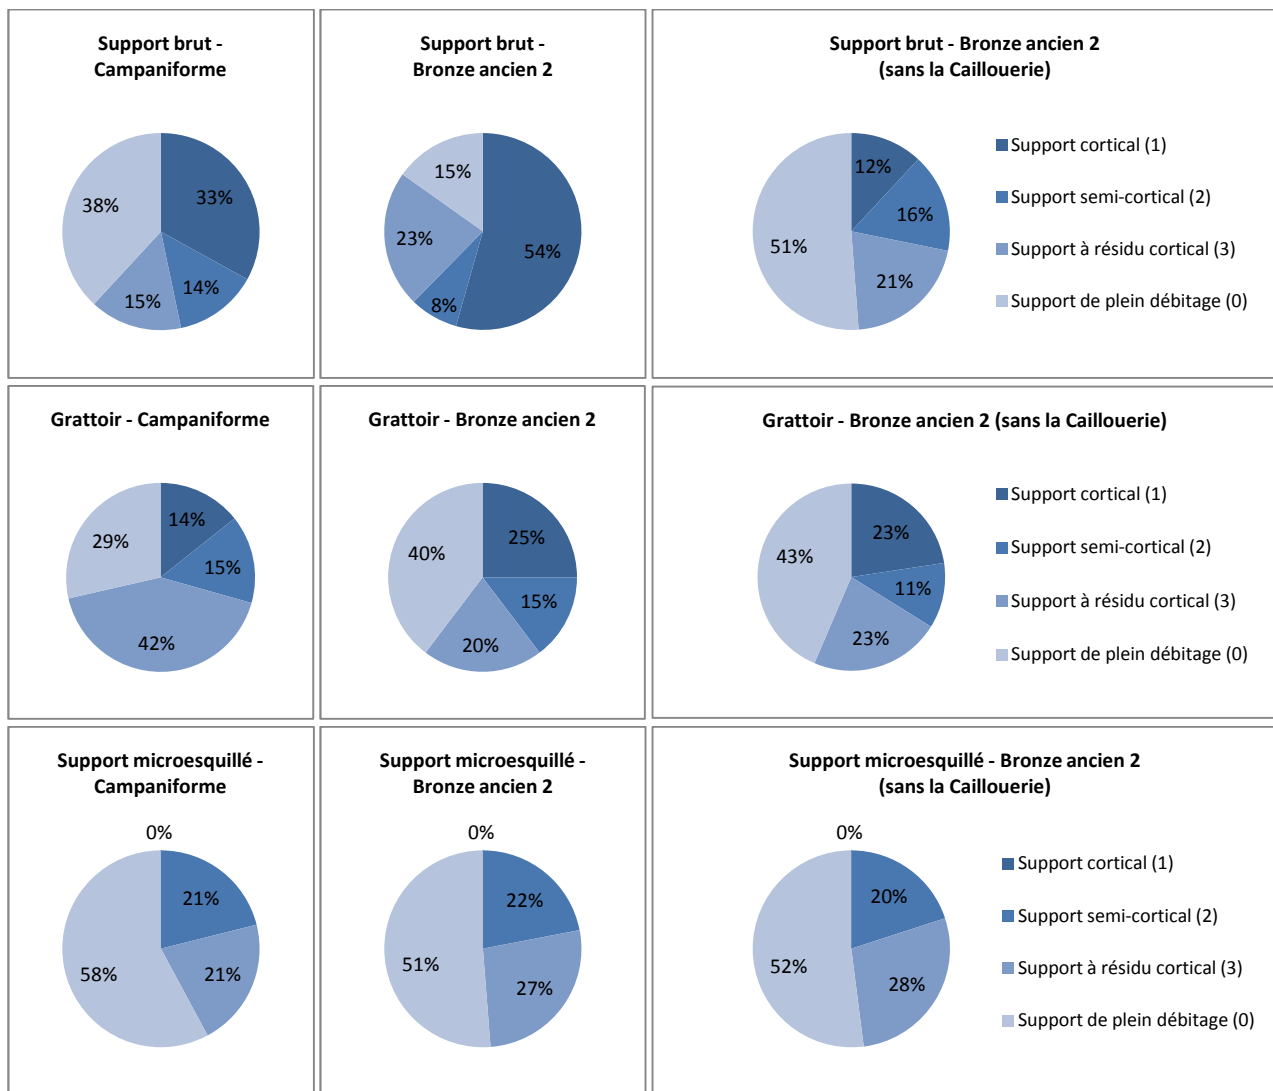 Support brut -
Campaniforme
33%
14%
15%
38%
Support brut -
Bronze ancien 2
54%
8%
23%
15%
Support brut - Bronze ancien 2
(sans la Caillouerie)
12%
16%
21%
51%
Support cortical (1)
Support semi-cortical (2)
Support à résidu cortical (3)
Support de plein débitage (0)
Grattoir - Campaniforme
14%
15%
42%
29%
Grattoir - Bronze ancien 2
25%
15%
20%
40%
Grattoir - Bronze ancien 2 (sans la Caillouerie)
23%
11%
23%
43%
Support cortical (1)
Support semi-cortical (2)
Support à résidu cortical (3)
Support de plein débitage (0)
Support microesquillé -
Campaniforme
0%
21%
21%
58%
Support microesquillé -
Bronze ancien 2
0%
22%
27%
51%
Support microesquillé - Bronze ancien 2
(sans la Caillouerie)
0%
20%
28%
52%
Support cortical (1)
Support semi-cortical (2)
Support à résidu cortical (3)
Support de plein débitage (0)